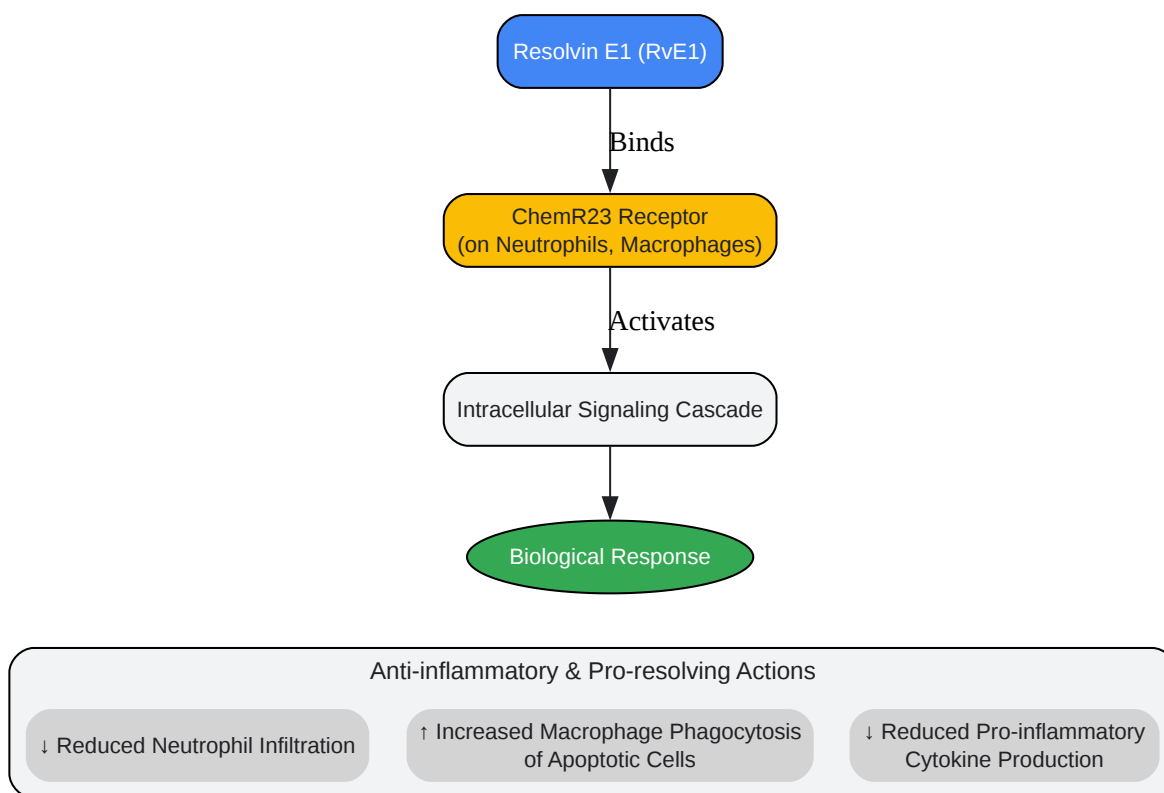 Resolvin E1 (RvE1)
Binds
ChemR23 Receptor
(on Neutrophils, Macrophages)
Activates
Intracellular Signaling Cascade
Biological Response
Anti-inflammatory & Pro-resolving Actions
↓ Reduced Neutrophil Infiltration
↑ Increased Macrophage Phagocytosis
of Apoptotic Cells
↓ Reduced Pro-inflammatory
Cytokine Production